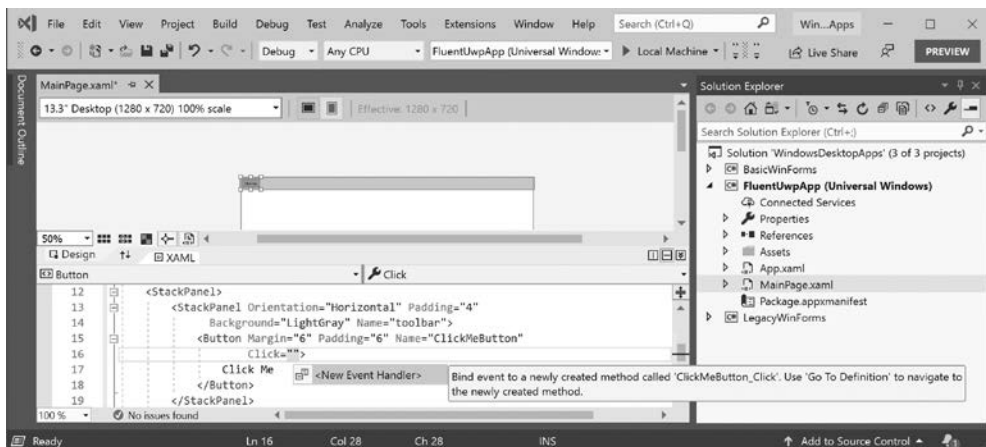 File Edit View Project Build Debug Test Analyze Tools Extensions Window Help Search (Ctrl+Q) Win...Apps
Debug Any CPU FluentUwpApp (Universal Window: Local Machine Live Share PREVIEW
Document Outline
MainPage.xaml*
13.3" Desktop (1280 x 720) 100% scale Effective: 1280 x 720
50%
Design XAML
Button Click
12 <StackPanel>
13 <StackPanel Orientation="Horizontal" Padding="4"
14 Background="LightGray" Name="toolbar">
15 <Button Margin="6" Padding="6" Name="ClickMeButton"
16 Click="">
17 Click Me
18 </Button>
19 </StackPanel>
<New Event Handler>
Bind event to a newly created method called 'ClickMeButton_Click'. Use 'Go To Definition' to navigate to
the newly created method.
100 % No issues found
Solution Explorer
Search Solution Explorer (Ctrl+;)
Solution 'WindowsDesktopApps' (3 of 3 projects)
BasicWinForms
FluentUwpApp (Universal Windows)
Connected Services
Properties
References
Assets
App.xaml
MainPage.xaml
Package.appxmanifest
LegacyWinForms
Ready Ln 16 Col 28 Ch 28 INS Add to Source Control